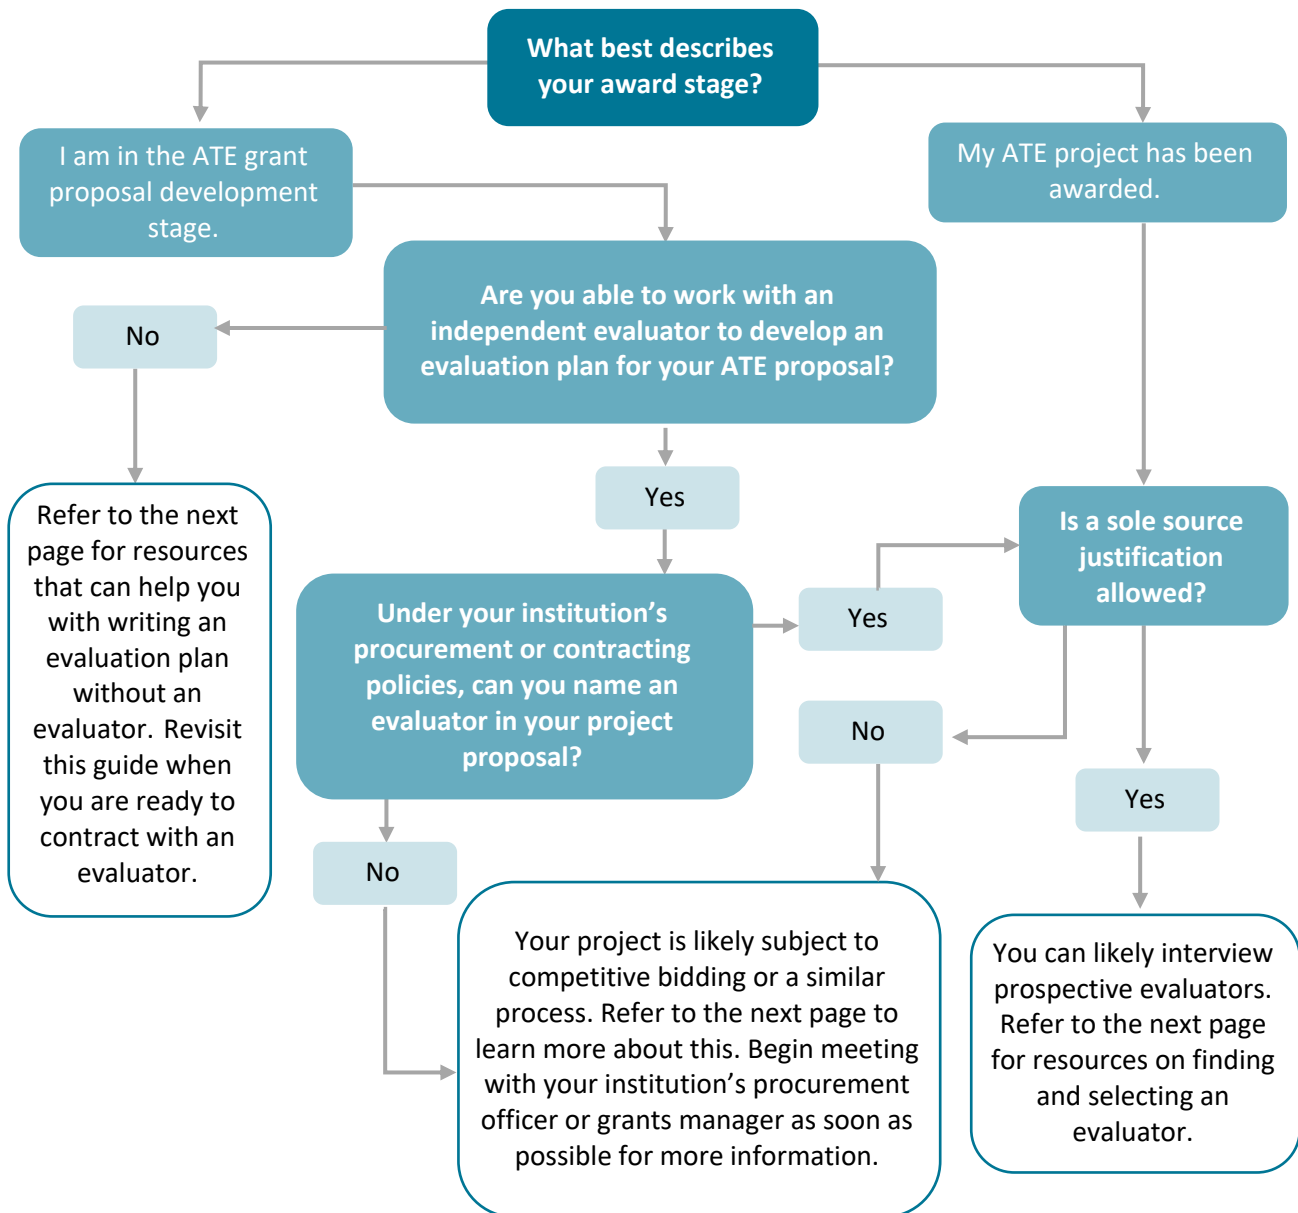 What best describes
your award stage?
I am in the ATE grant
proposal development
stage.
My ATE project has been
awarded.
Are you able to work with an
independent evaluator to develop an
evaluation plan for your ATE proposal?
No
Yes
Refer to the next
page for resources
that can help you
with writing an
evaluation plan
without an
evaluator. Revisit
this guide when
you are ready to
contract with an
evaluator.
Under your institution’s
procurement or contracting
policies, can you name an
evaluator in your project
proposal?
Yes
Is a sole source
justification
allowed?
No
Yes
No
Your project is likely subject to
competitive bidding or a similar
process. Refer to the next page to
learn more about this. Begin meeting
with your institution’s procurement
officer or grants manager as soon as
possible for more information.
You can likely interview
prospective evaluators.
Refer to the next page
for resources on finding
and selecting an
evaluator.